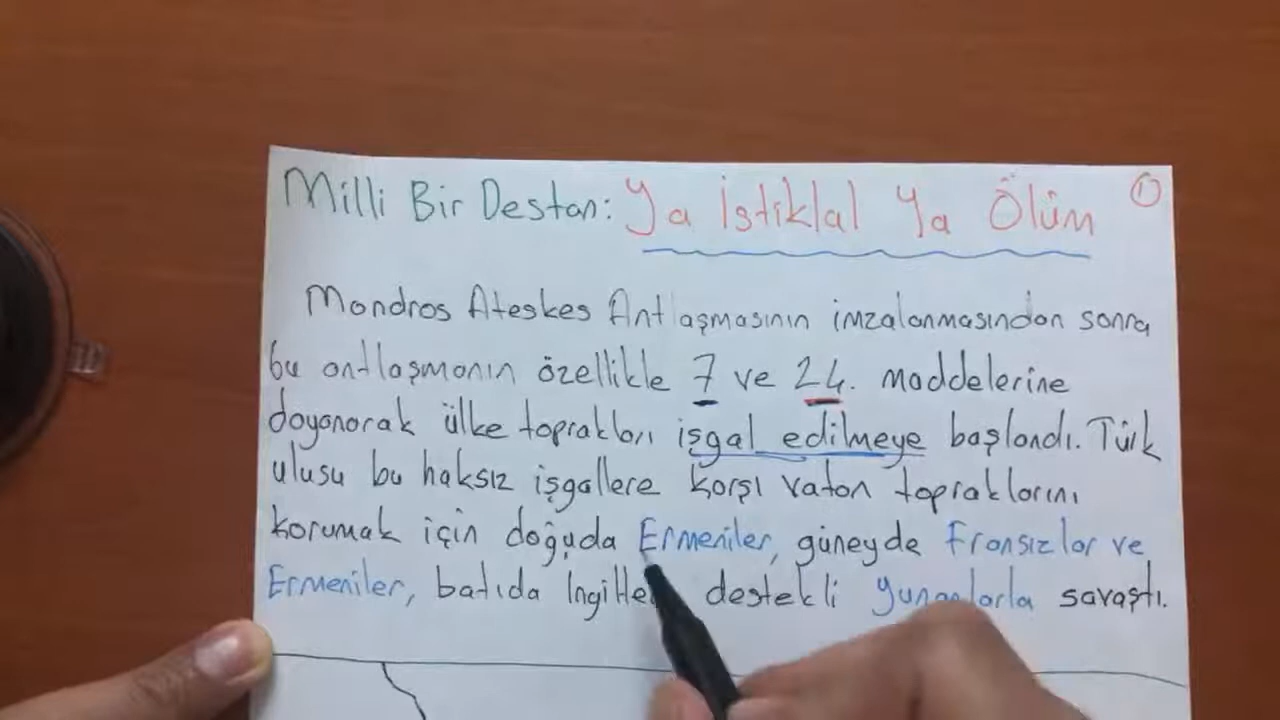 Milli Bir Destan: Ya İstiklal Ya Ölüm 1
Mondros Ateşkes Antlaşmasının imzalanmasından sonra
bu antlaşmanın özellikle 7 ve 24. maddelerine
dayanarak ülke toprakları işgal edilmeye başlandı. Türk
ulusu bu haksız işgallere karşı vatan topraklarını
korumak için doğuda Ermeniler, güneyde Fransızlar ve
Ermeniler, batıda destekli Yunanlarla savaştı.